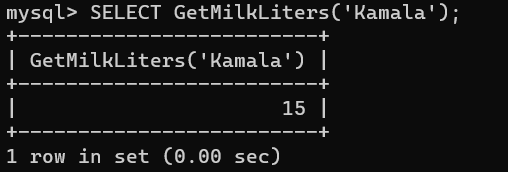 mysql> SELECT GetMilkLiters('Kamala');
+-------------------------+
| GetMilkLiters('Kamala') |
+-------------------------+
|                      15 |
+-------------------------+
1 row in set (0.00 sec)